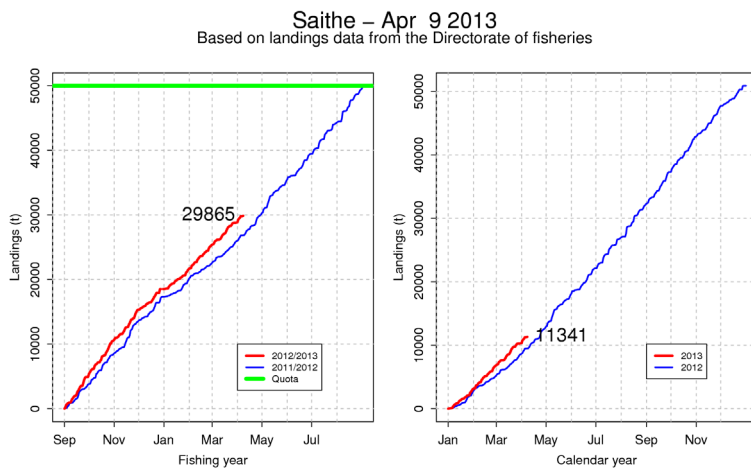 Saithe – Apr 9 2013
Based on landings data from the Directorate of fisheries
Landings (t)
50000
40000
30000
20000
10000
0
29865
2012/2013
2011/2012
Quota
Sep Nov Jan Mar May Jul
Fishing year
Landings (t)
50000
40000
30000
20000
10000
0
11341
2013
2012
Jan Mar May Jul Sep Nov
Calendar year